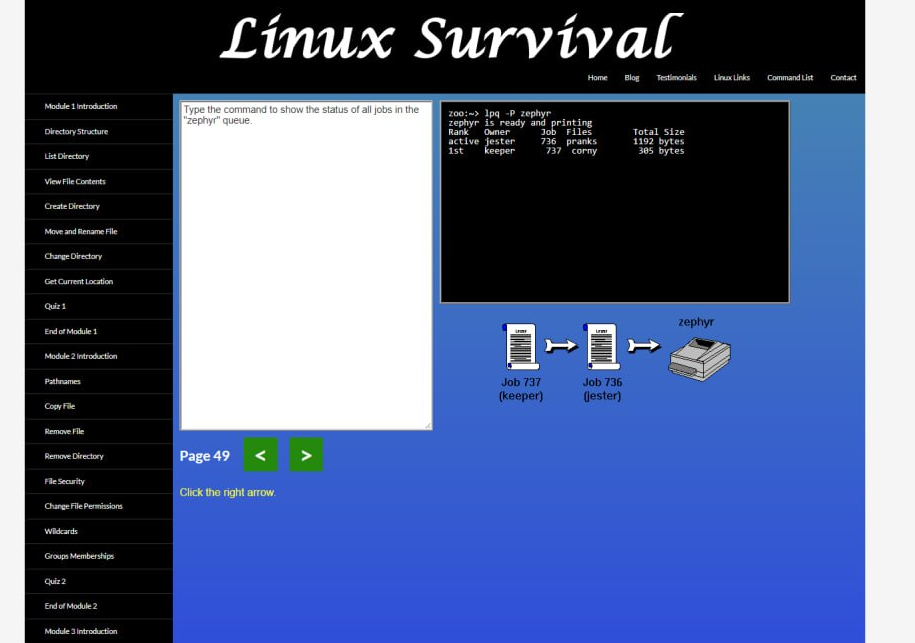 Linux Survival
Home Blog Testimonials Linux Links Command List Contact
Module 1 Introduction
Directory Structure
List Directory
View File Contents
Create Directory
Move and Rename File
Change Directory
Get Current Location
Quiz 1
End of Module 1
Module 2 Introduction
Pathnames
Copy File
Remove File
Remove Directory
File Security
Change File Permissions
Wildcards
Groups Memberships
Quiz 2
End of Module 2
Module 3 Introduction
Type the command to show the status of all jobs in the
"zephyr" queue.
zoo:~> lpq -P zephyr
zephyr is ready and printing
Rank Owner Job Files Total Size
active jester 736 pranks 1192 bytes
1st keeper 737 corny 305 bytes
zephyr
Job 737 Job 736
(keeper) (jester)
Page 49 < >
Click the right arrow.